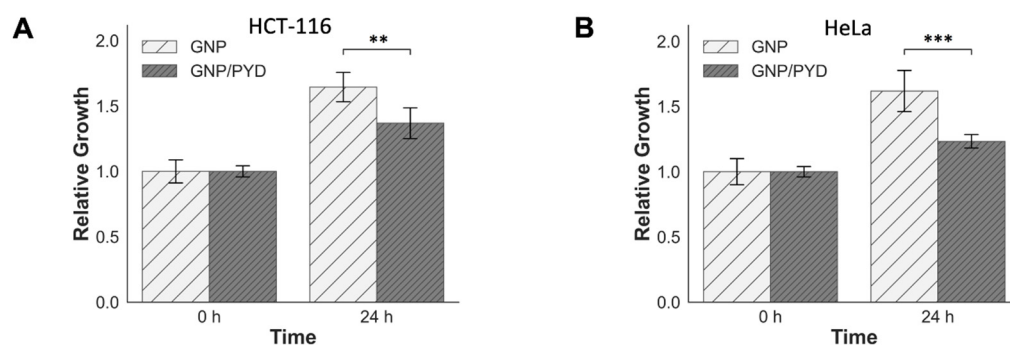 A
HCT-116
GNP
GNP/PYD
**
Relative Growth
2.0
1.5
1.0
0.5
0.0
0 h
24 h
Time
B
HeLa
GNP
GNP/PYD
***
Relative Growth
2.0
1.5
1.0
0.5
0.0
0 h
24 h
Time